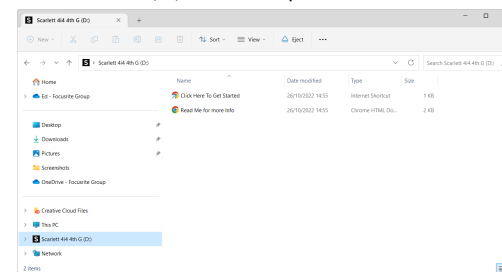 Scarlett 4i4 4th G (D:)
New
Sort
View
Eject
Scarlett 4i4 4th G (D:)
Search Scarlett 4i4 4th G (D:)
Name Date modified Type Size
Home
Click Here To Get Started 26/10/2022 14:55 Internet Shortcut 1 KB
Ed - Focusrite Group
Read Me for more Info 26/10/2022 14:55 Chrome HTML Do... 2 KB
Desktop
Downloads
Pictures
Screenshots
OneDrive - Focusrite Group
Creative Cloud Files
This PC
Scarlett 4i4 4th G (D:)
Network
2 items